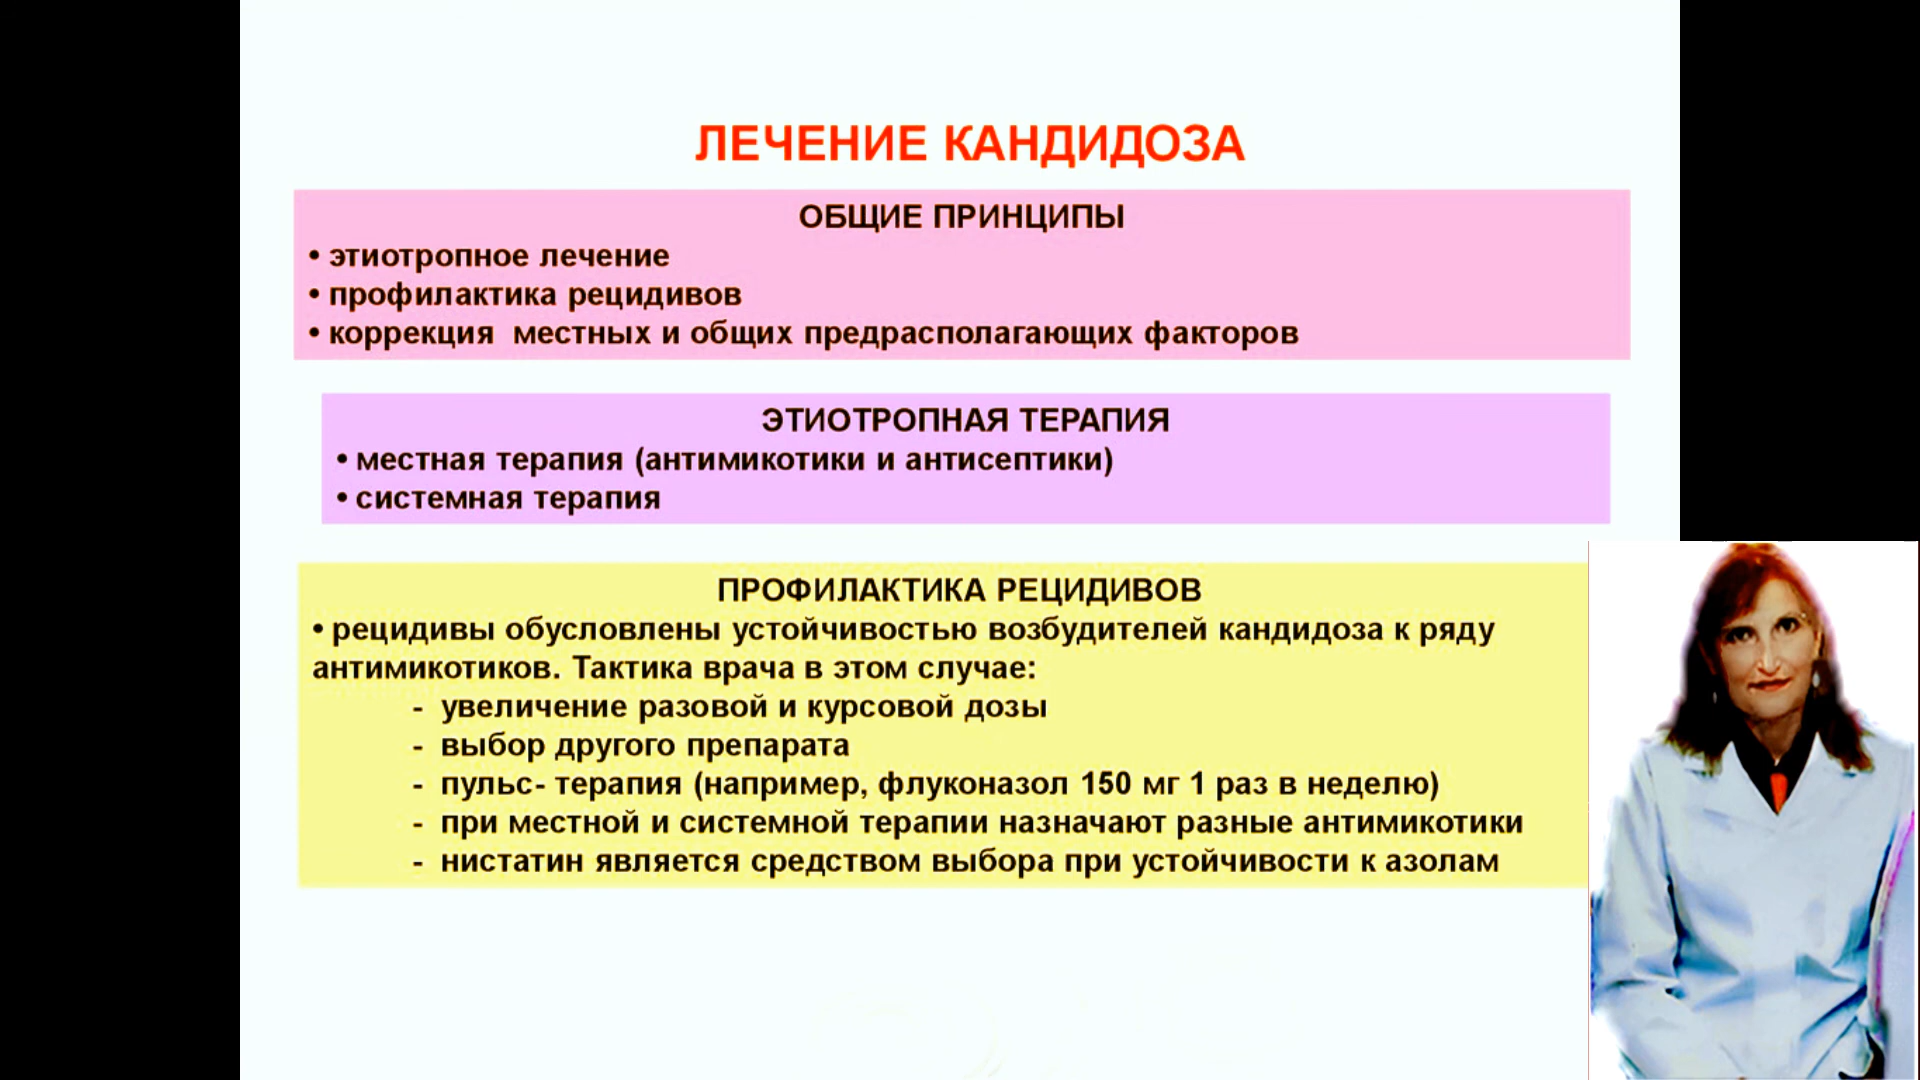 ЛЕЧЕНИЕ КАНДИДОЗА
ОБЩИЕ ПРИНЦИПЫ
• этиотропное лечение
• профилактика рецидивов
• коррекция местных и общих предрасполагающих факторов
ЭТИОТРОПНАЯ ТЕРАПИЯ
• местная терапия (антимикотики и антисептики)
• системная терапия
ПРОФИЛАКТИКА РЕЦИДИВОВ
• рецидивы обусловлены устойчивостью возбудителей кандидоза к ряду
антимикотиков. Тактика врача в этом случае:
- увеличение разовой и курсовой дозы
- выбор другого препарата
- пульс- терапия (например, флуконазол 150 мг 1 раз в неделю)
- при местной и системной терапии назначают разные антимикотики
- нистатин является средством выбора при устойчивости к азолам